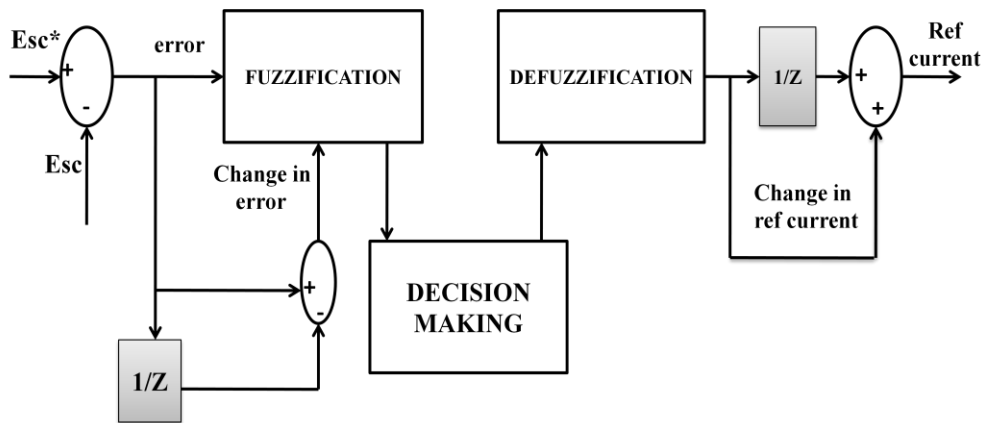 Esc*
+
-
Esc
error
FUZZIFICATION
Change in
error
+
-
1/Z
DECISION
MAKING
DEFUZZIFICATION
1/Z
+
+
Change in
ref current
Ref
current